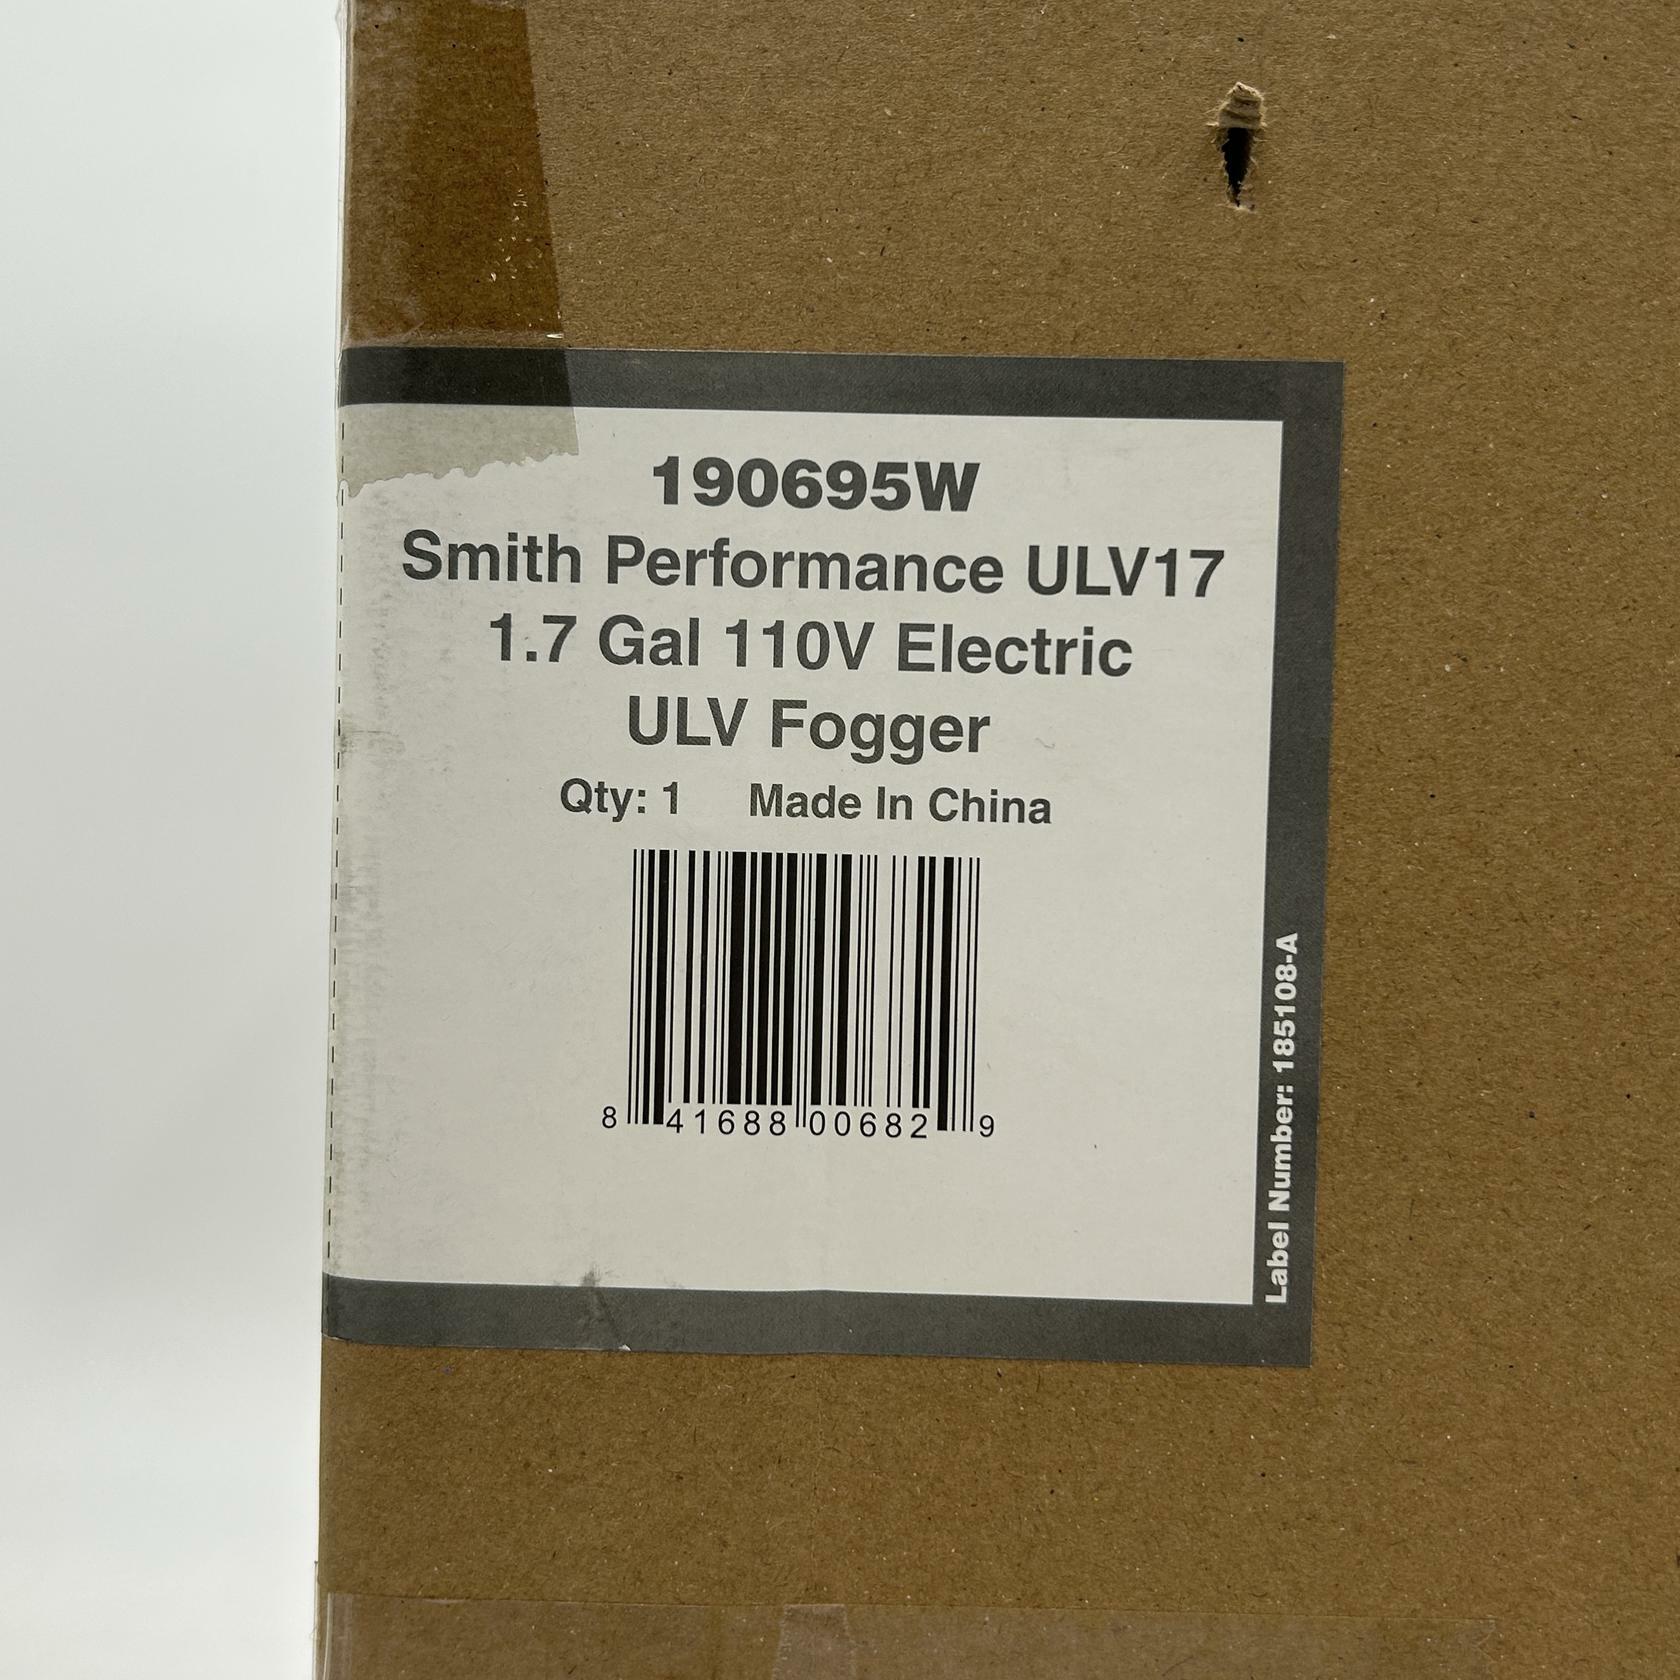 190695W
Smith Performance ULV17
1.7 Gal 110V Electric
ULV Fogger
Qty: 1 Made In China
8 41688 00682 9
Label Number: 185108-A